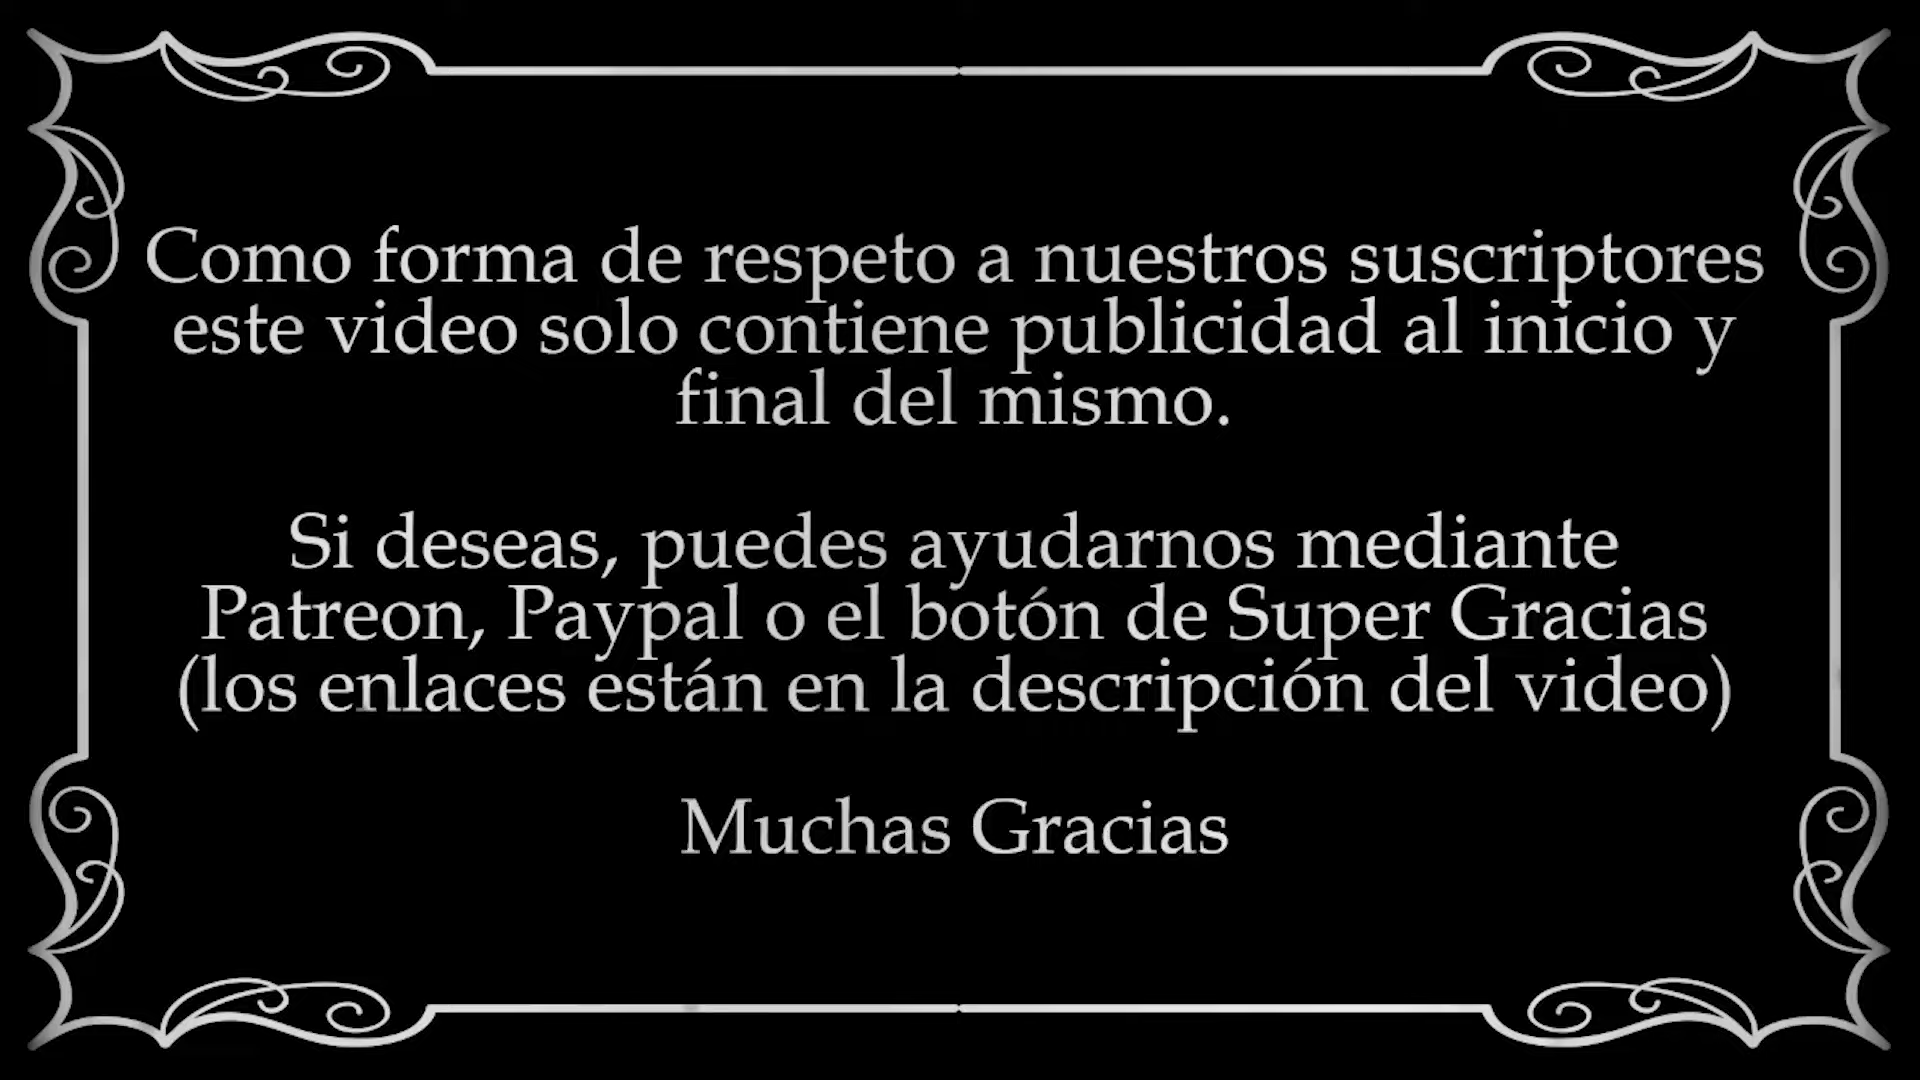 Como forma de respeto a nuestros suscriptores
este video solo contiene publicidad al inicio y
final del mismo.
Si deseas, puedes ayudarnos mediante
Patreon, Paypal o el botón de Super Gracias
(los enlaces están en la descripción del video)
Muchas Gracias